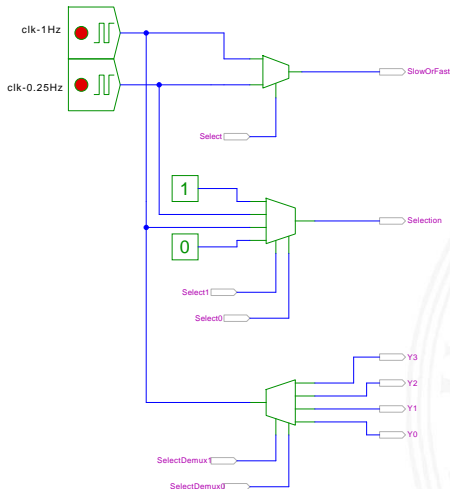 clk-1Hz
clk-0.25Hz
SlowOrFast
Select
1
Selection
0
Select1
Select0
Y3
Y2
Y1
Y0
SelectDemux1
SelectDemux0